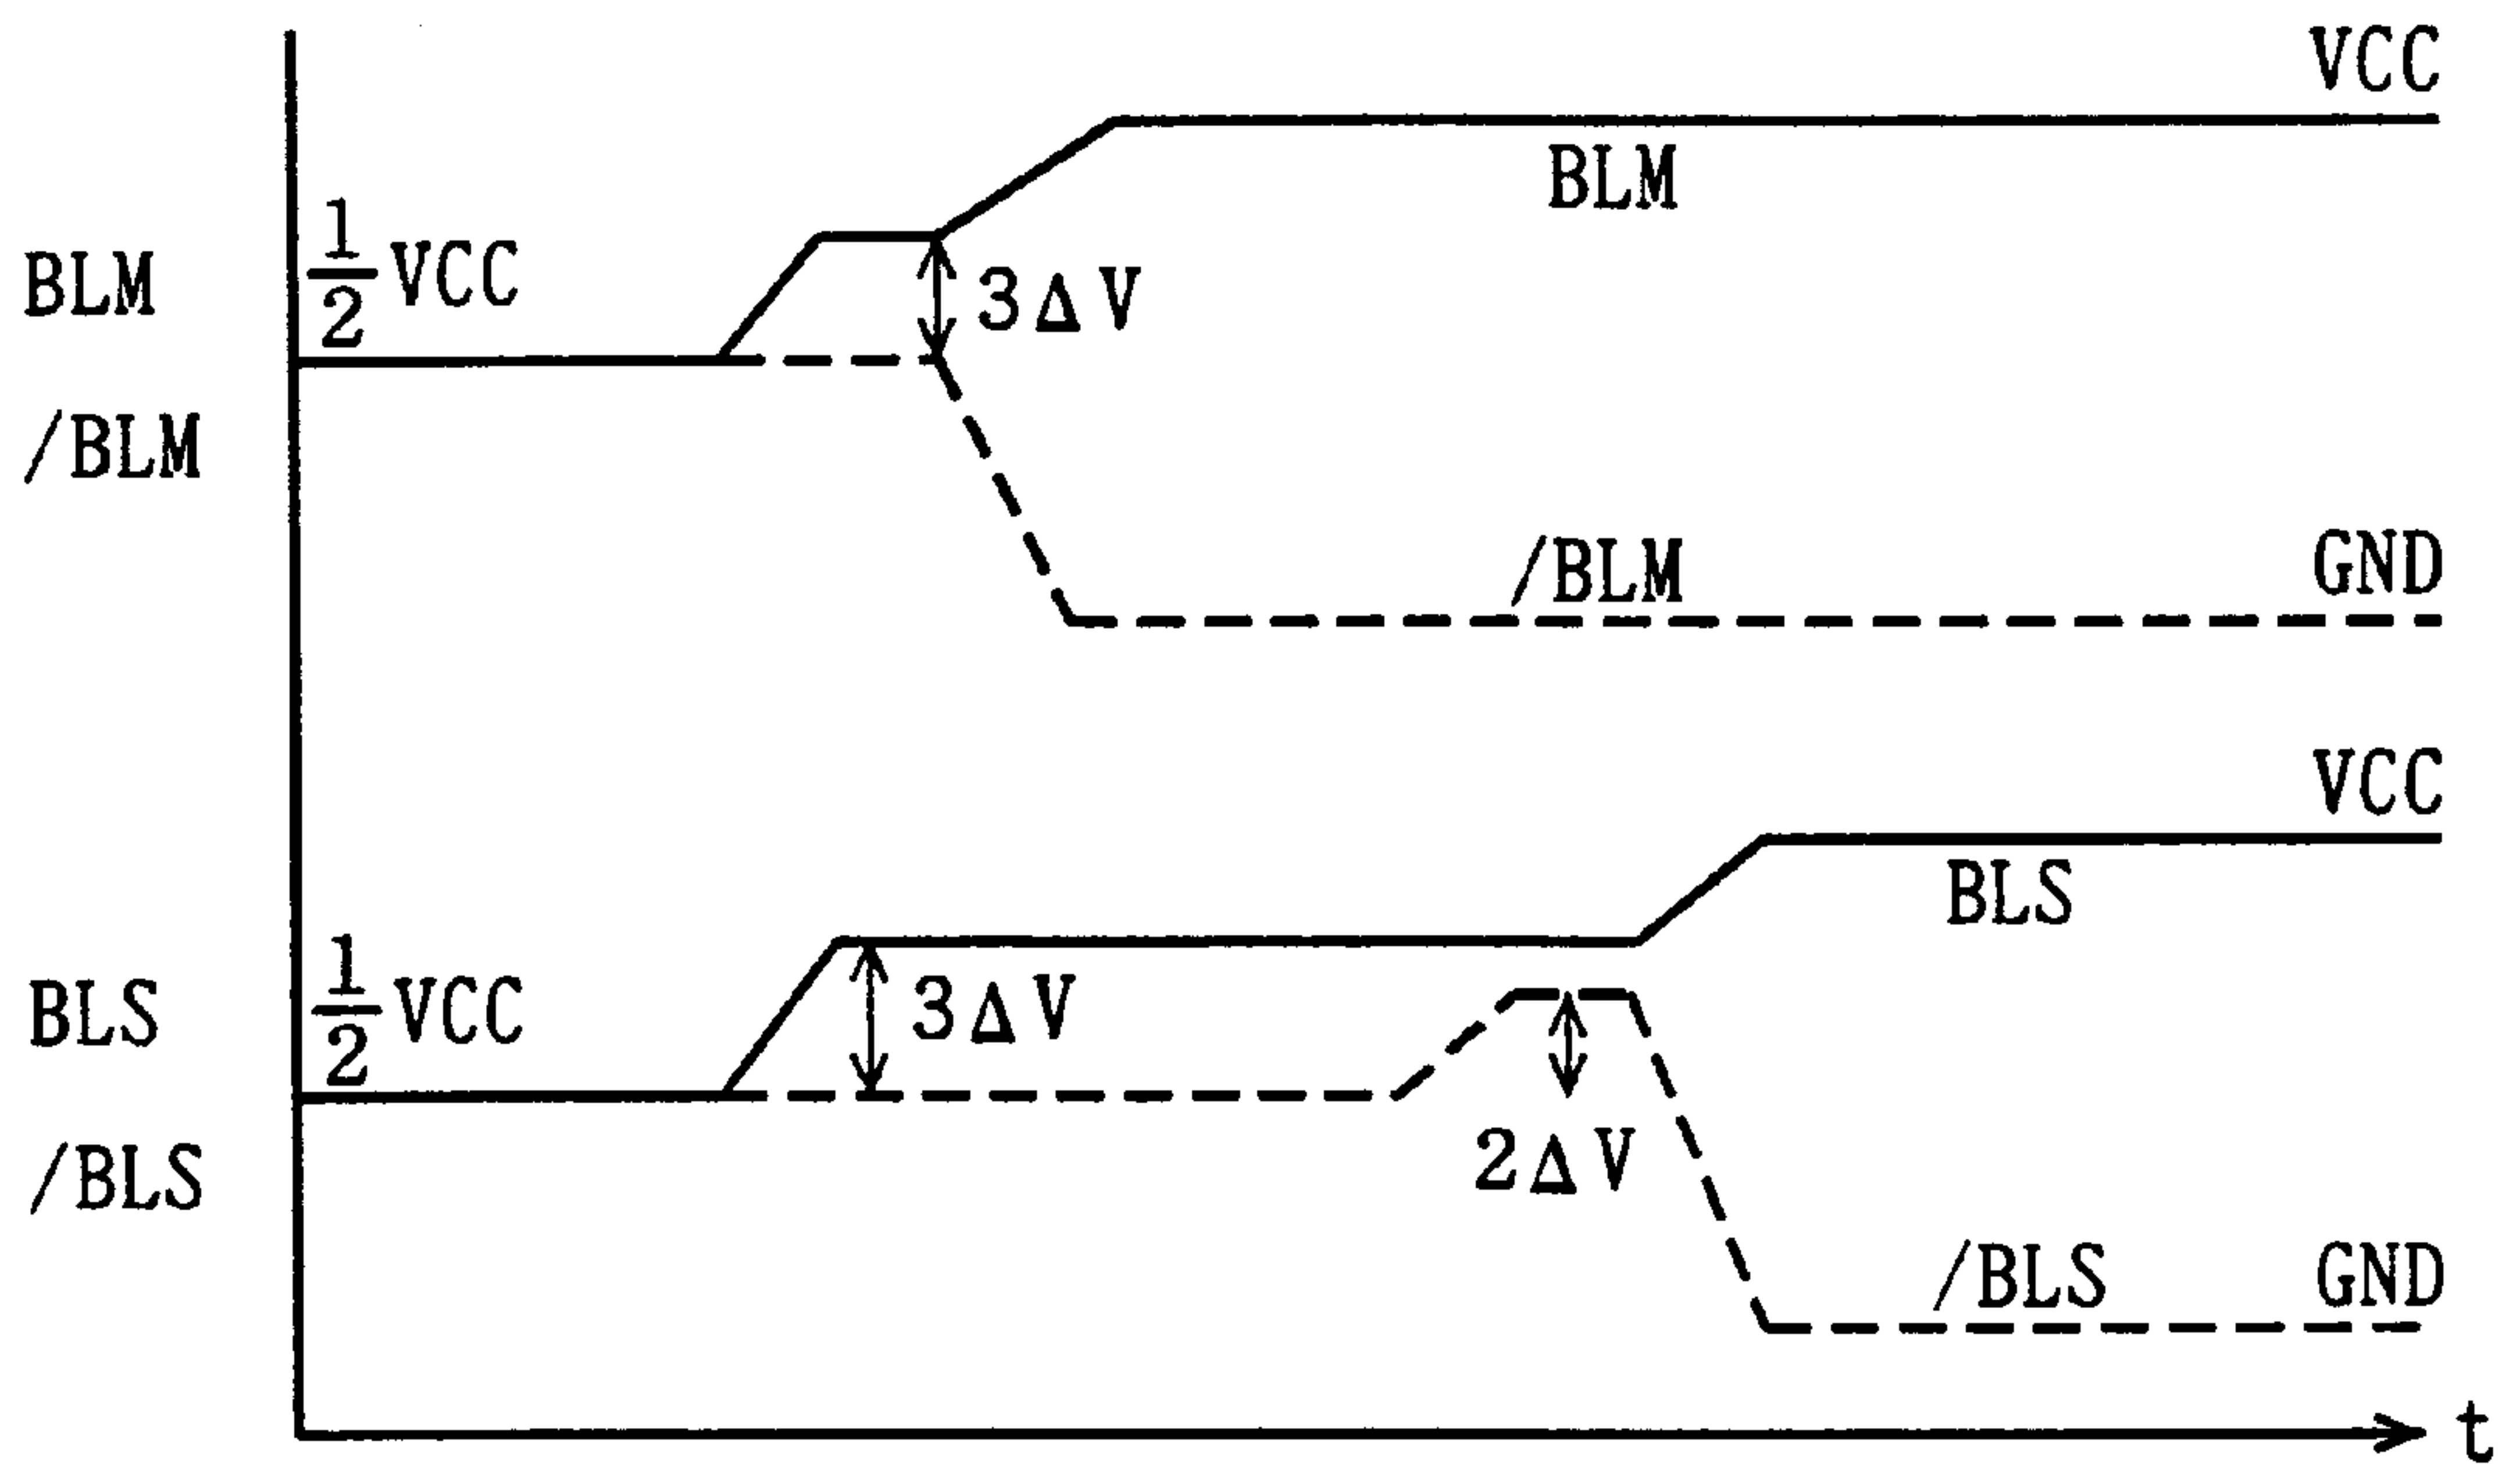 VCC
BLM
1/2 VCC
BLM
3ΔV
/BLM
/BLM
GND
VCC
BLS
1/2 VCC
BLS
3ΔV
2ΔV
/BLS
/BLS
GND
t